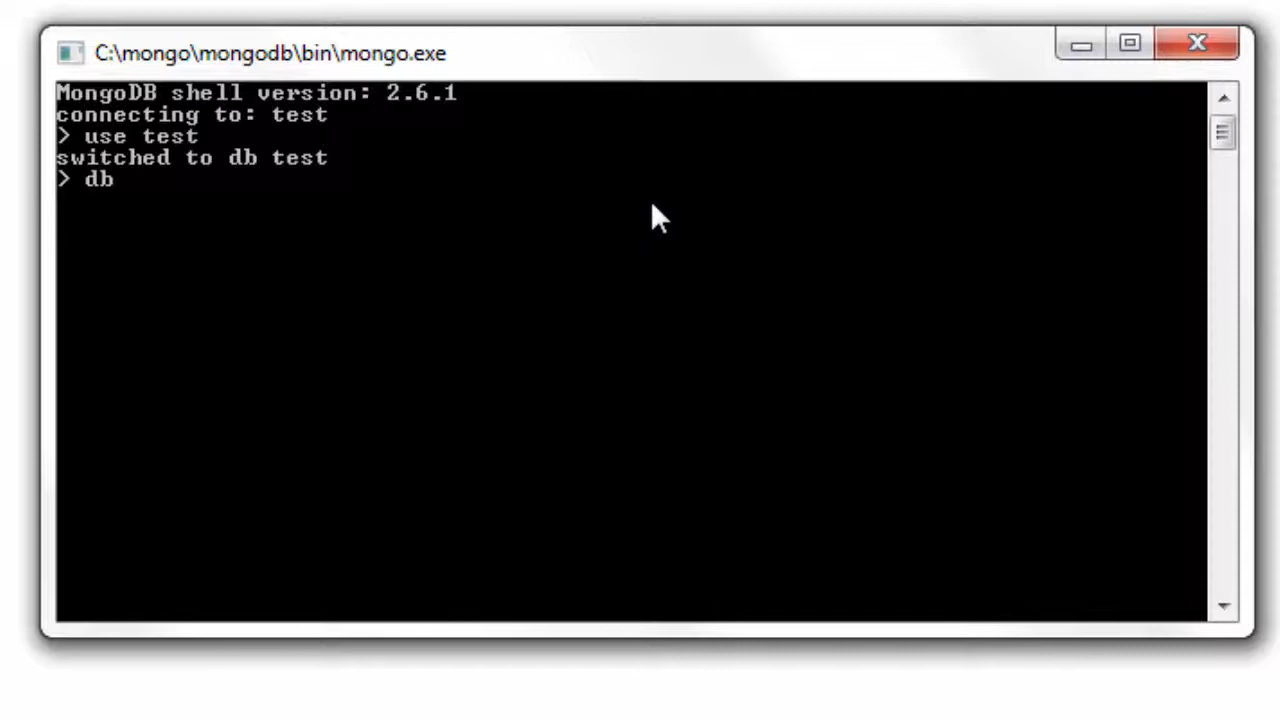 C:\mongo\mongodb\bin\mongo.exe
MongoDB shell version: 2.6.1
connecting to: test
> use test
switched to db test
> db